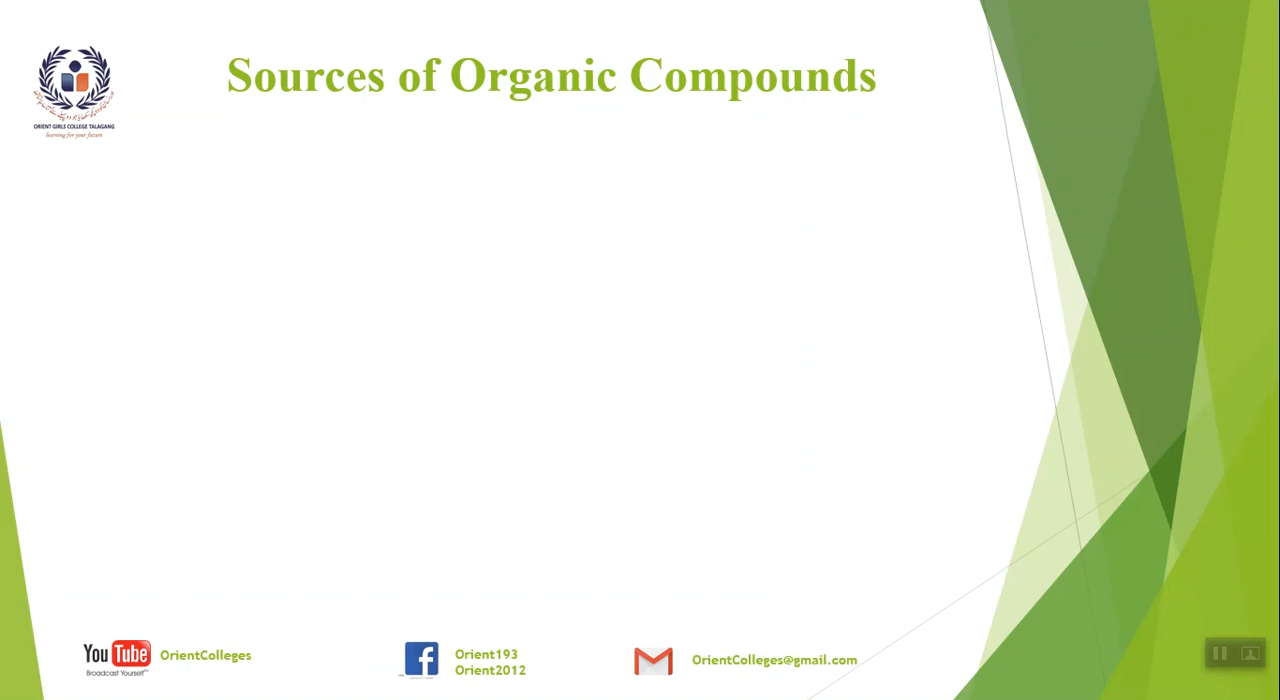 Sources of Organic Compounds
ORIENT GIRLS COLLEGE TALAGANG
learning for your future
You Tube
Broadcast Yourself™
OrientColleges
Orient193
Orient2012
OrientColleges@gmail.com